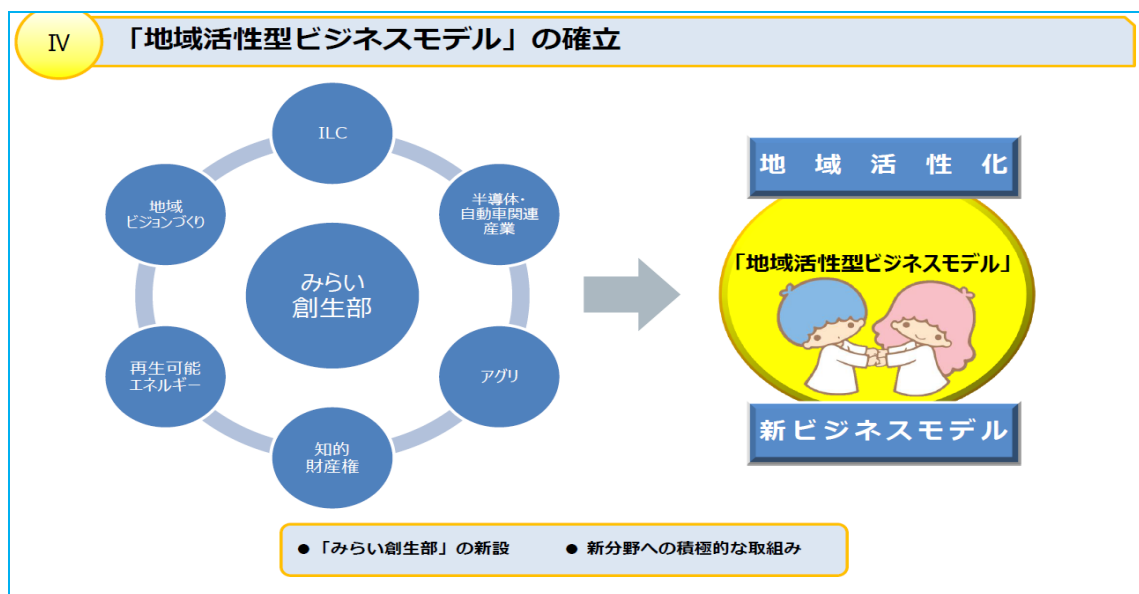 Ⅳ
「地域活性型ビジネスモデル」の確立
ILC
地域
ビジョンづくり
半導体・
自動車関連
産業
みらい
創生部
再生可能
エネルギー
アグリ
知的
財産権
地域活性化
「地域活性型ビジネスモデル」
新ビジネスモデル
● 「みらい創生部」の新設 ● 新分野への積極的な取組み